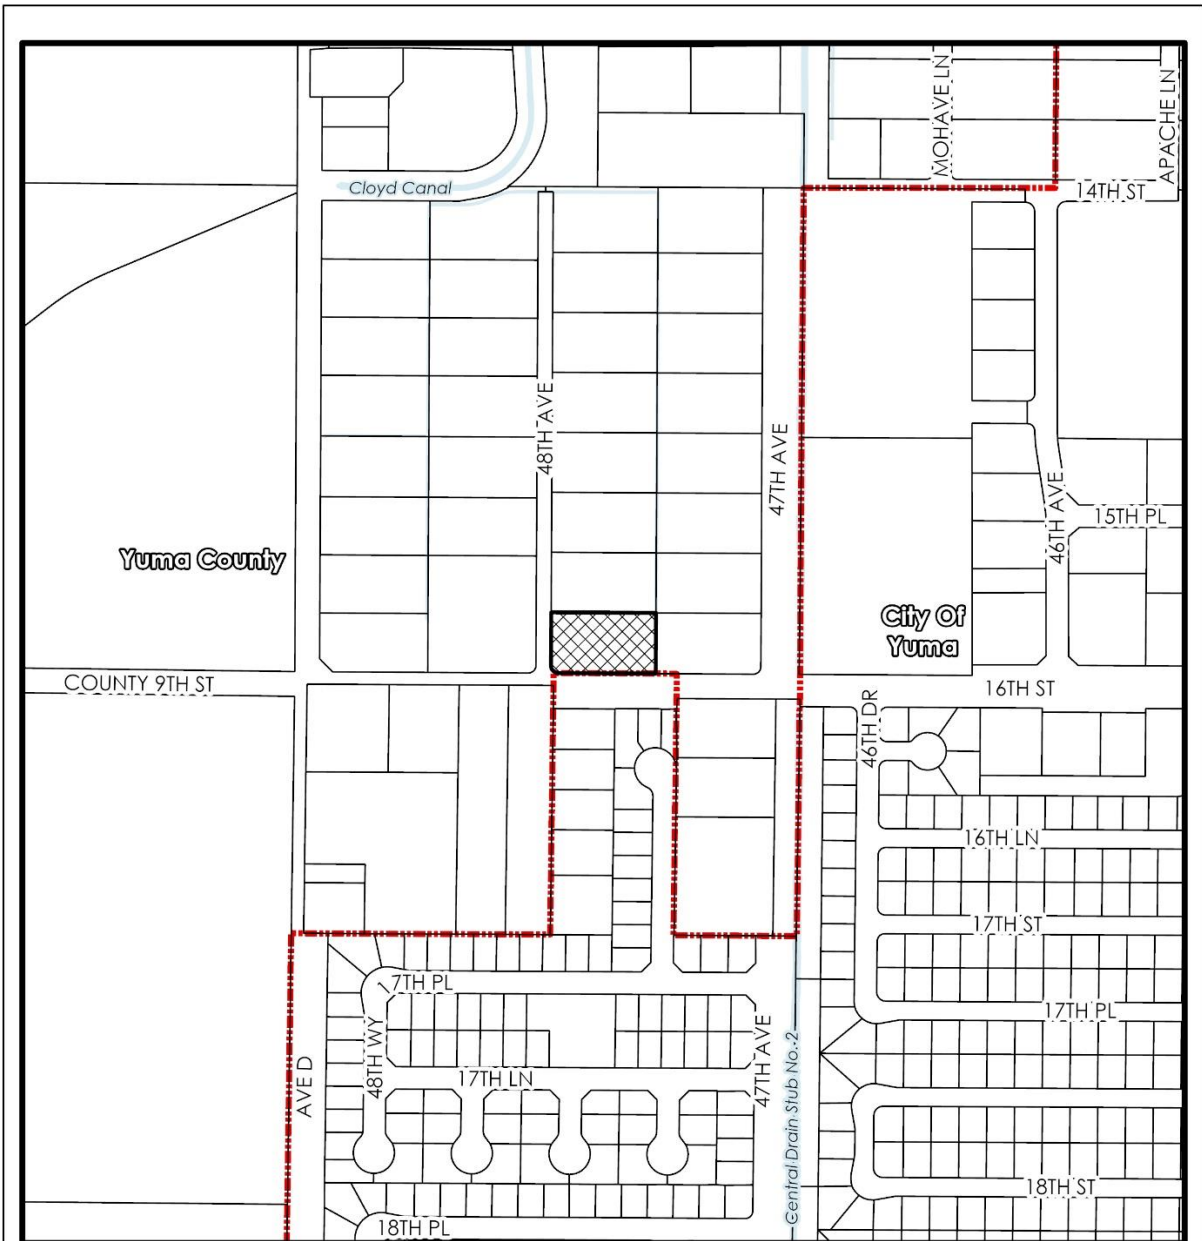 MOHAVE LN
APACHE LN
Cloyd Canal
14TH ST
48TH AVE
47TH AVE
46TH AVE
15TH PL
Yuma County
City Of
Yuma
COUNTY 9TH ST
16TH ST
46TH DR
16TH LN
17TH ST
17TH PL
17TH PL
48TH WY
17TH LN
47TH AVE
AVE D
Central Drain Stub No. 2
18TH ST
18TH PL